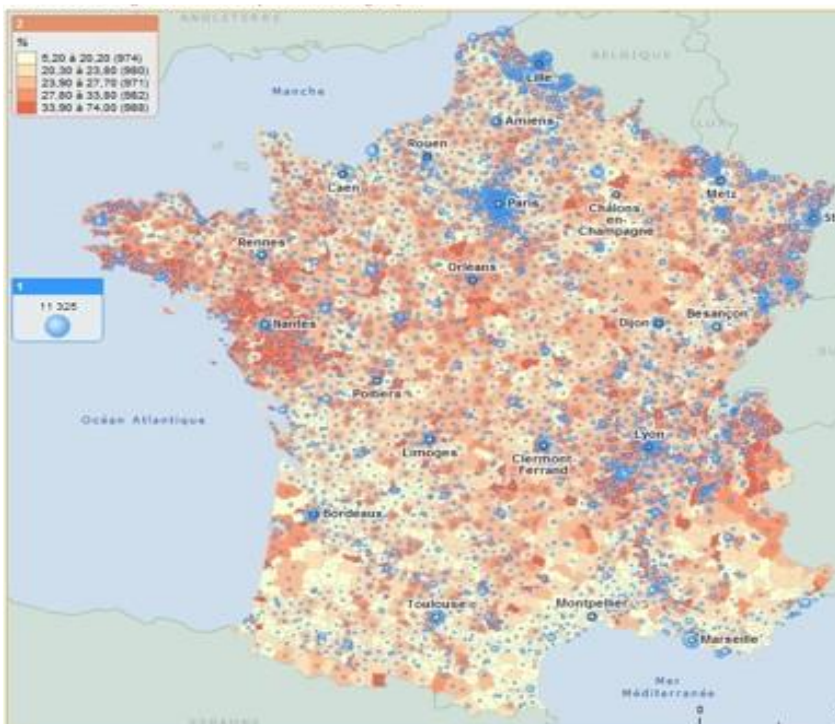 ANGLETERRE
2
%
5,20 à 20,20 (974)
20,30 à 23,80 (980)
23,90 à 27,70 (971)
27,80 à 33,80 (982)
33,90 à 74,00 (988)
BELGIQUE
Lille
Manche
LUX.
Amiens
Rouen
Caen
Metz
Paris
Châlons
en-
Champagne
St
Rennes
Orléans
1
11 325
Nantes
Dijon
Besançon
Poitiers
Océan Atlantique
Limoges
Clermont
Ferrand
Lyon
Bordeaux
Toulouse
Montpellier
Marseille
Mer
Méditerranée
0